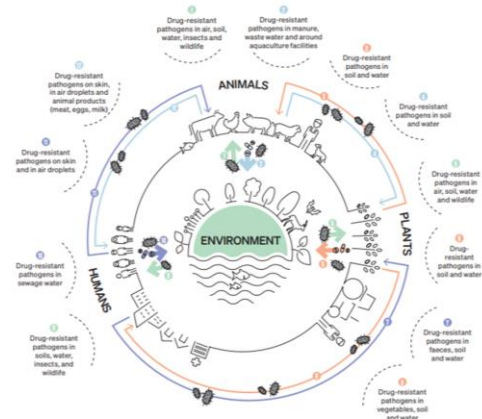 Drug-resistant
pathogens in air, soil,
water, insects and
wildlife
Drug-resistant
pathogens in manure,
waste water and around
aquaculture facilities
Drug-resistant
pathogens in
soil and water
Drug-resistant
pathogens on skin,
in air droplets and
animal products
(meat, eggs, milk)
ANIMALS
Drug-resistant
pathogens in soil
and water
Drug-resistant
pathogens on skin
and in air droplets
Drug-resistant
pathogens in
air, soil, water
and wildlife
ENVIRONMENT
PLANTS
Drug-
resistant
pathogens in
soil and water
Drug-resistant
pathogens in
sewage water
HUMANS
Drug-resistant
pathogens in
faeces, soil
and water
Drug-resistant
pathogens in
soils, water,
insects, and
wildlife
Drug-resistant
pathogens in
vegetables, soil
and water